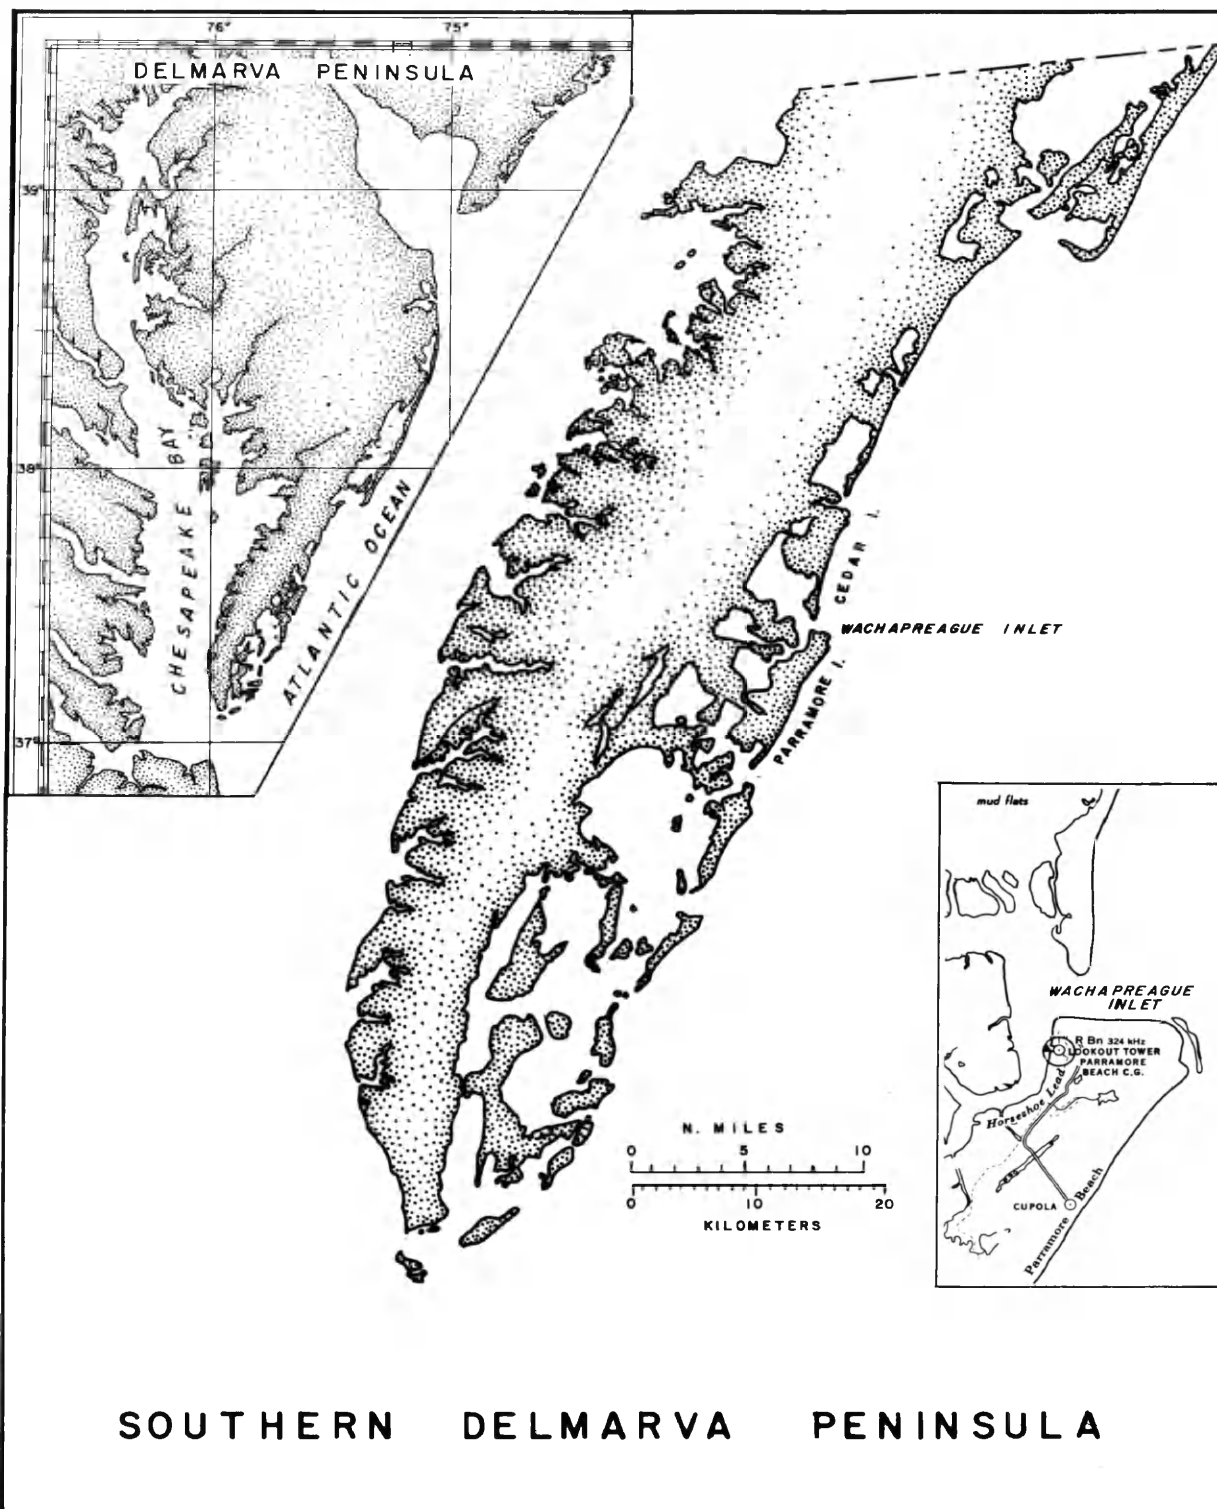 76°
75°
DELMARVA PENINSULA
39°
38°
37°
CHESAPEAKE BAY
ATLANTIC OCEAN
CEDAR I.
WACHAPREAGUE INLET
PARRAMORE I.
mud flats
WACHAPREAGUE
INLET
R Bn 324 kHz
LOOKOUT TOWER
PARRAMORE
BEACH C.G.
Horseshoe Lead
CUPOLA
Parramore Beach
N. MILES
0 5 10
0 10 20
KILOMETERS
SOUTHERN DELMARVA PENINSULA